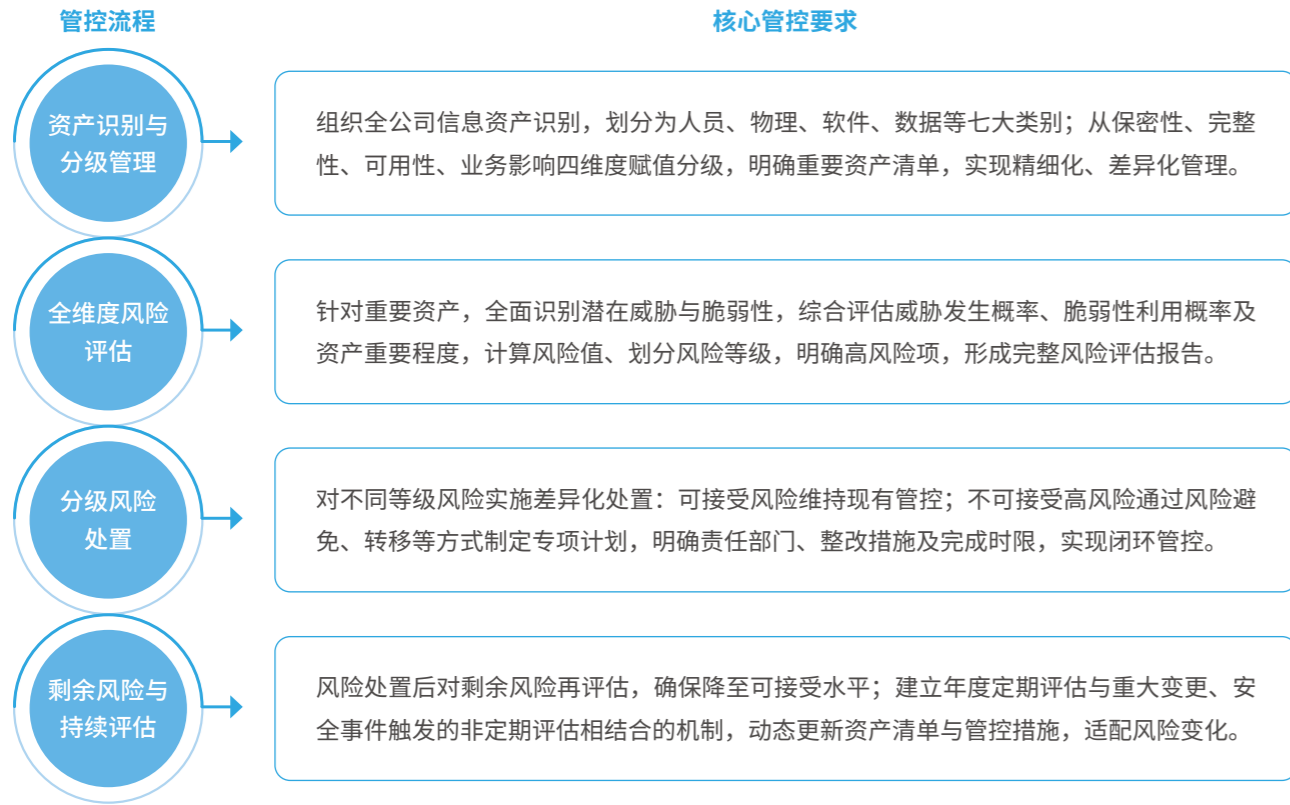 管控流程
核心管控要求
资产识别与
分级管理
组织全公司信息资产识别，划分为人员、物理、软件、数据等七大类别；从保密性、完整
性、可用性、业务影响四维度赋值分级，明确重要资产清单，实现精细化、差异化管理。
全维度风险
评估
针对重要资产，全面识别潜在威胁与脆弱性，综合评估威胁发生概率、脆弱性利用概率及
资产重要程度，计算风险值、划分风险等级，明确高风险项，形成完整风险评估报告。
分级风险
处置
对不同等级风险实施差异化处置：可接受风险维持现有管控；不可接受高风险通过风险避
免、转移等方式制定专项计划，明确责任部门、整改措施及完成时限，实现闭环管控。
剩余风险与
持续评估
风险处置后对剩余风险再评估，确保降至可接受水平；建立年度定期评估与重大变更、安
全事件触发的非定期评估相结合的机制，动态更新资产清单与管控措施，适配风险变化。